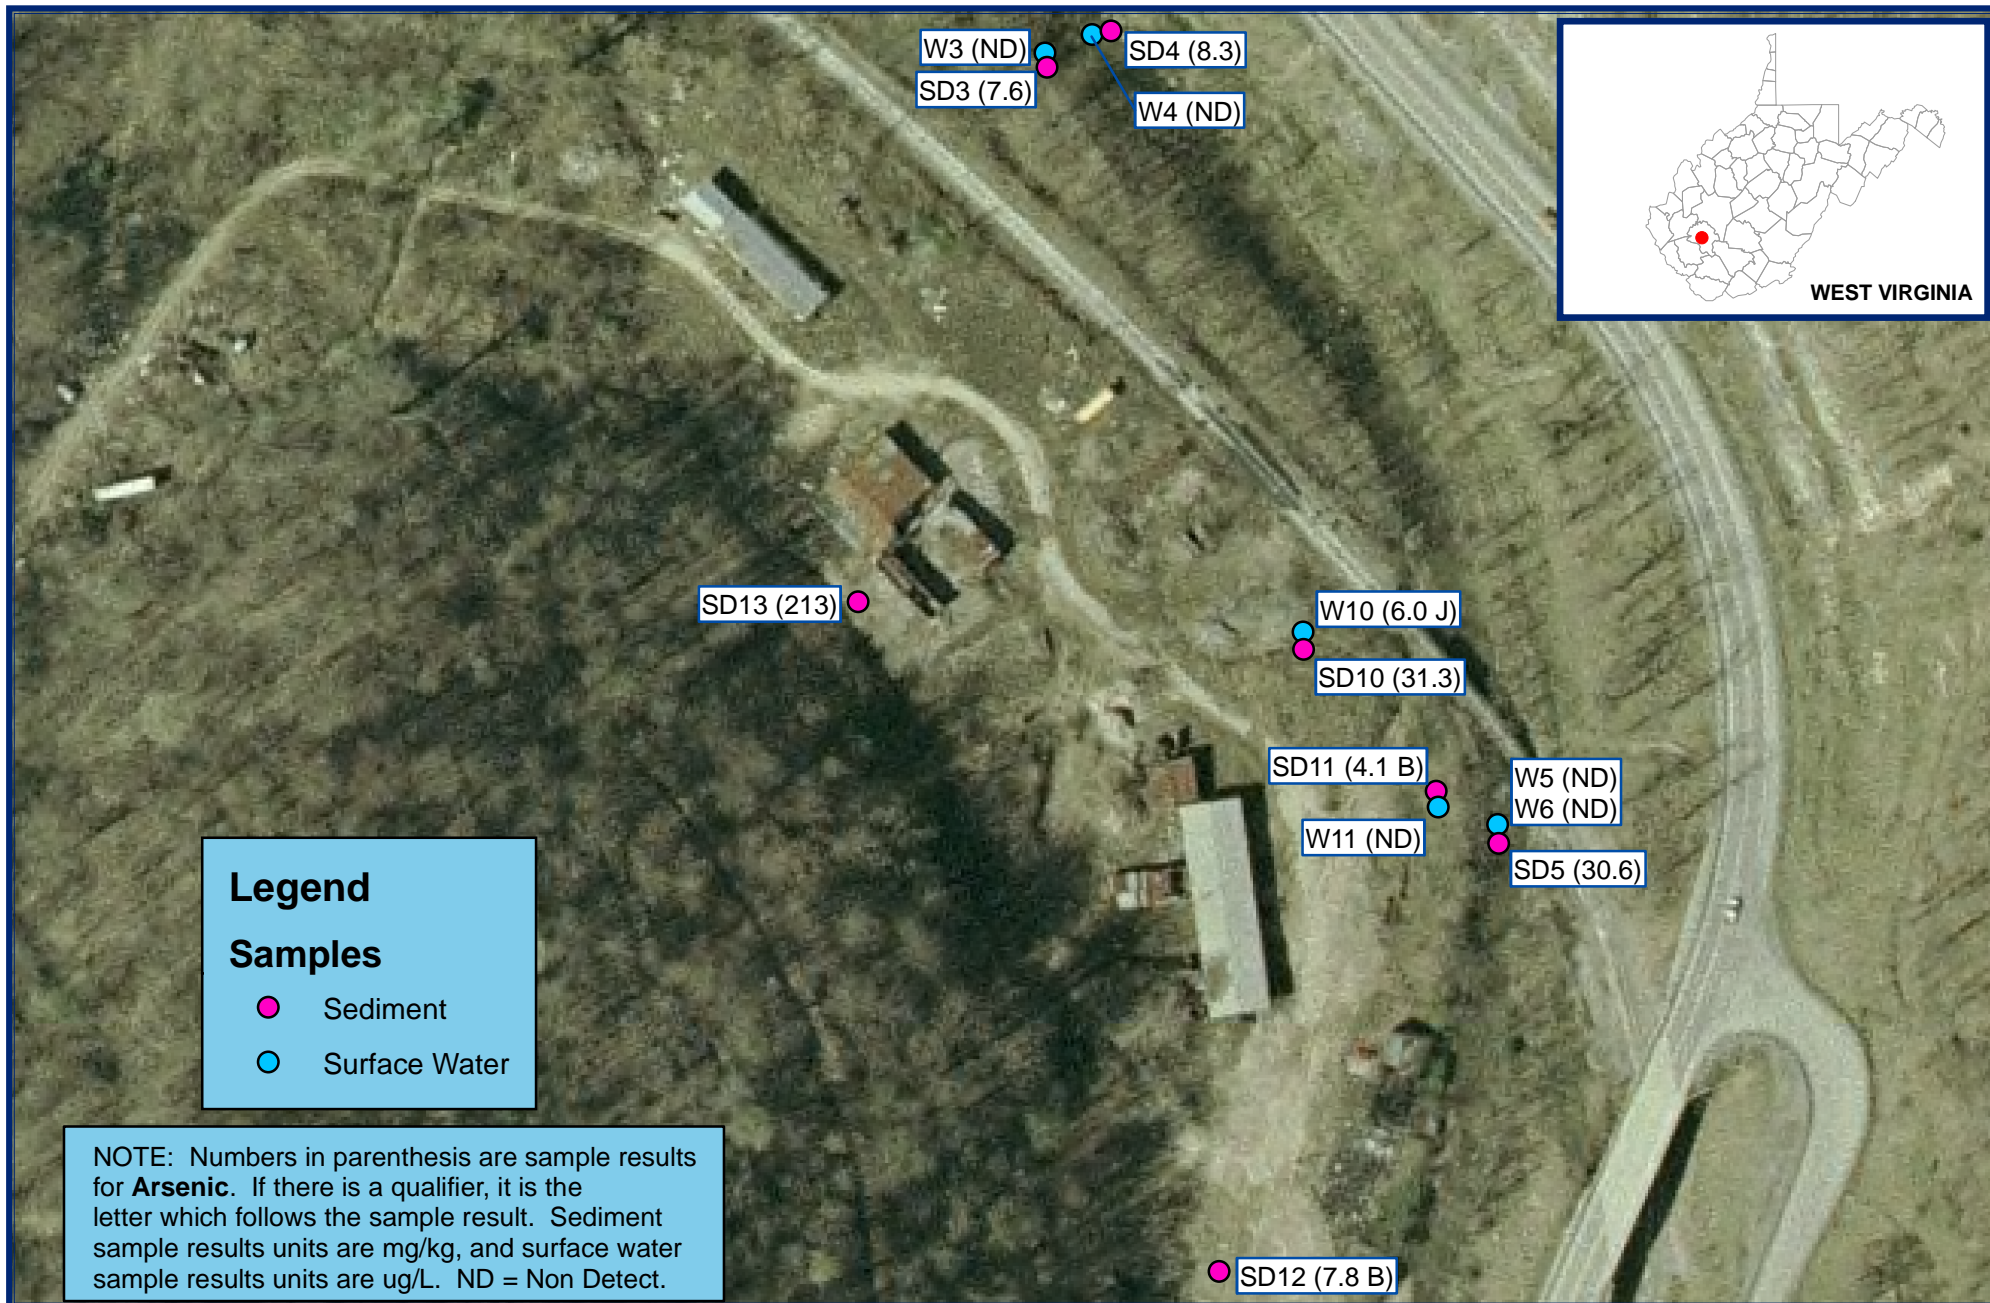 W3 (ND)
SD3 (7.6)
SD4 (8.3)
W4 (ND)
WEST VIRGINIA
SD13 (213)
W10 (6.0 J)
SD10 (31.3)
SD11 (4.1 B)
W11 (ND)
W5 (ND)
W6 (ND)
SD5 (30.6)
Legend
Samples
Sediment
Surface Water
NOTE: Numbers in parenthesis are sample results
for Arsenic. If there is a qualifier, it is the
letter which follows the sample result. Sediment
sample results units are mg/kg, and surface water
sample results units are ug/L. ND = Non Detect.
SD12 (7.8 B)